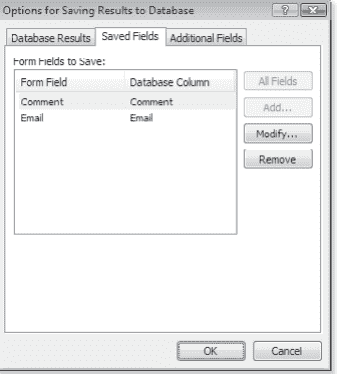 Options for Saving Results to Database
Database Results Saved Fields Additional Fields
Form Fields to Save:
Form Field Database Column
Comment Comment
Email Email
All Fields
Add...
Modify...
Remove
OK Cancel